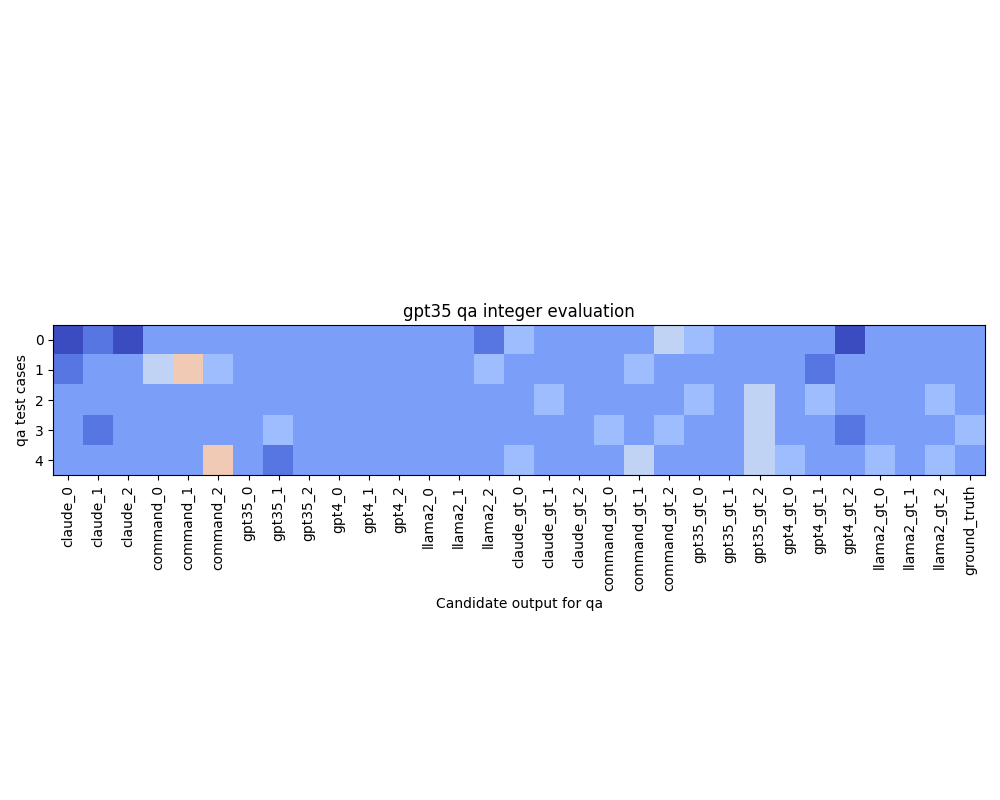 gpt35 qa integer evaluation
qa test cases
0
1
2
3
4
claude_0
claude_1
claude_2
command_0
command_1
command_2
gpt35_0
gpt35_1
gpt35_2
gpt4_0
gpt4_1
gpt4_2
llama2_0
llama2_1
llama2_2
claude_gt_0
claude_gt_1
claude_gt_2
command_gt_0
command_gt_1
command_gt_2
gpt35_gt_0
gpt35_gt_1
gpt35_gt_2
gpt4_gt_0
gpt4_gt_1
gpt4_gt_2
llama2_gt_0
llama2_gt_1
llama2_gt_2
ground_truth
Candidate output for qa